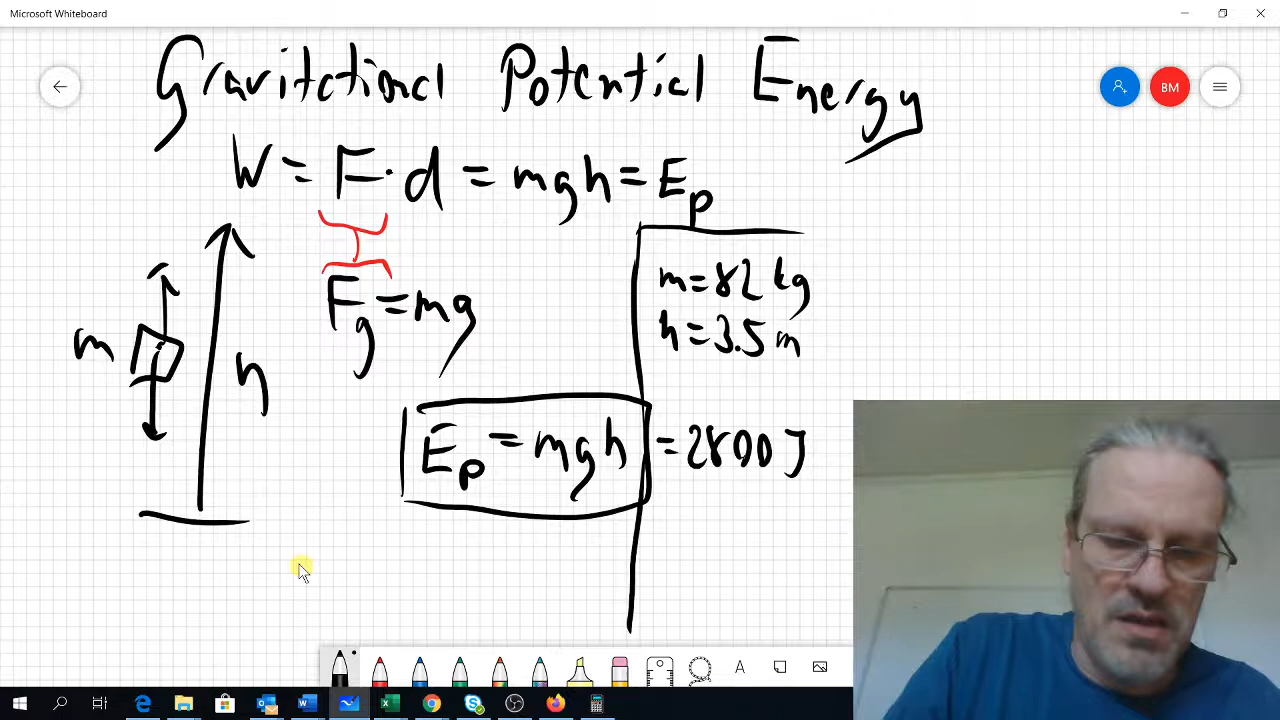 Microsoft Whiteboard
Gravitational Potential Energy
BM
W = F · d = mgh = Ep
Fg = mg
m
h
m = 82 kg
h = 3.5 m
Ep = mgh = 2800 J
A